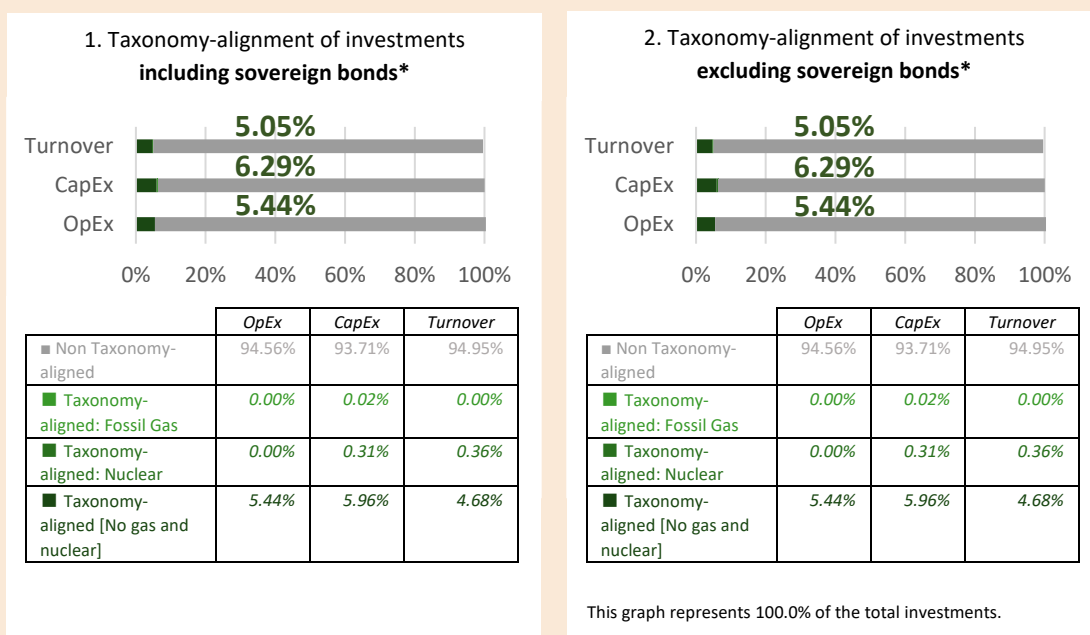 1. Taxonomy-alignment of investments
including sovereign bonds*
Turnover
5.05%
CapEx
6.29%
OpEx
5.44%
0% 20% 40% 60% 80% 100%
OpEx CapEx Turnover
Non Taxonomy- 94.56% 93.71% 94.95%
aligned
Taxonomy- 0.00% 0.02% 0.00%
aligned: Fossil Gas
Taxonomy- 0.00% 0.31% 0.36%
aligned: Nuclear
Taxonomy- 5.44% 5.96% 4.68%
aligned [No gas and
nuclear]
2. Taxonomy-alignment of investments
excluding sovereign bonds*
Turnover
5.05%
CapEx
6.29%
OpEx
5.44%
0% 20% 40% 60% 80% 100%
OpEx CapEx Turnover
Non Taxonomy- 94.56% 93.71% 94.95%
aligned
Taxonomy- 0.00% 0.02% 0.00%
aligned: Fossil Gas
Taxonomy- 0.00% 0.31% 0.36%
aligned: Nuclear
Taxonomy- 5.44% 5.96% 4.68%
aligned [No gas and
nuclear]
This graph represents 100.0% of the total investments.